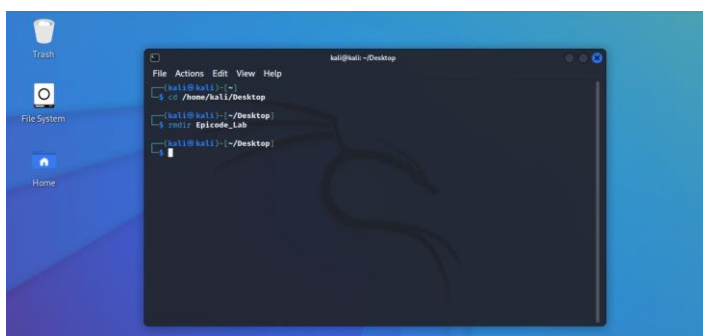 Trash
File System
Home
kali@kali: ~/Desktop
File Actions Edit View Help
┌──(kali㉿kali)-[~]
└─$ cd /home/kali/Desktop
┌──(kali㉿kali)-[~/Desktop]
└─$ rmdir Epicode_Lab
┌──(kali㉿kali)-[~/Desktop]
└─$